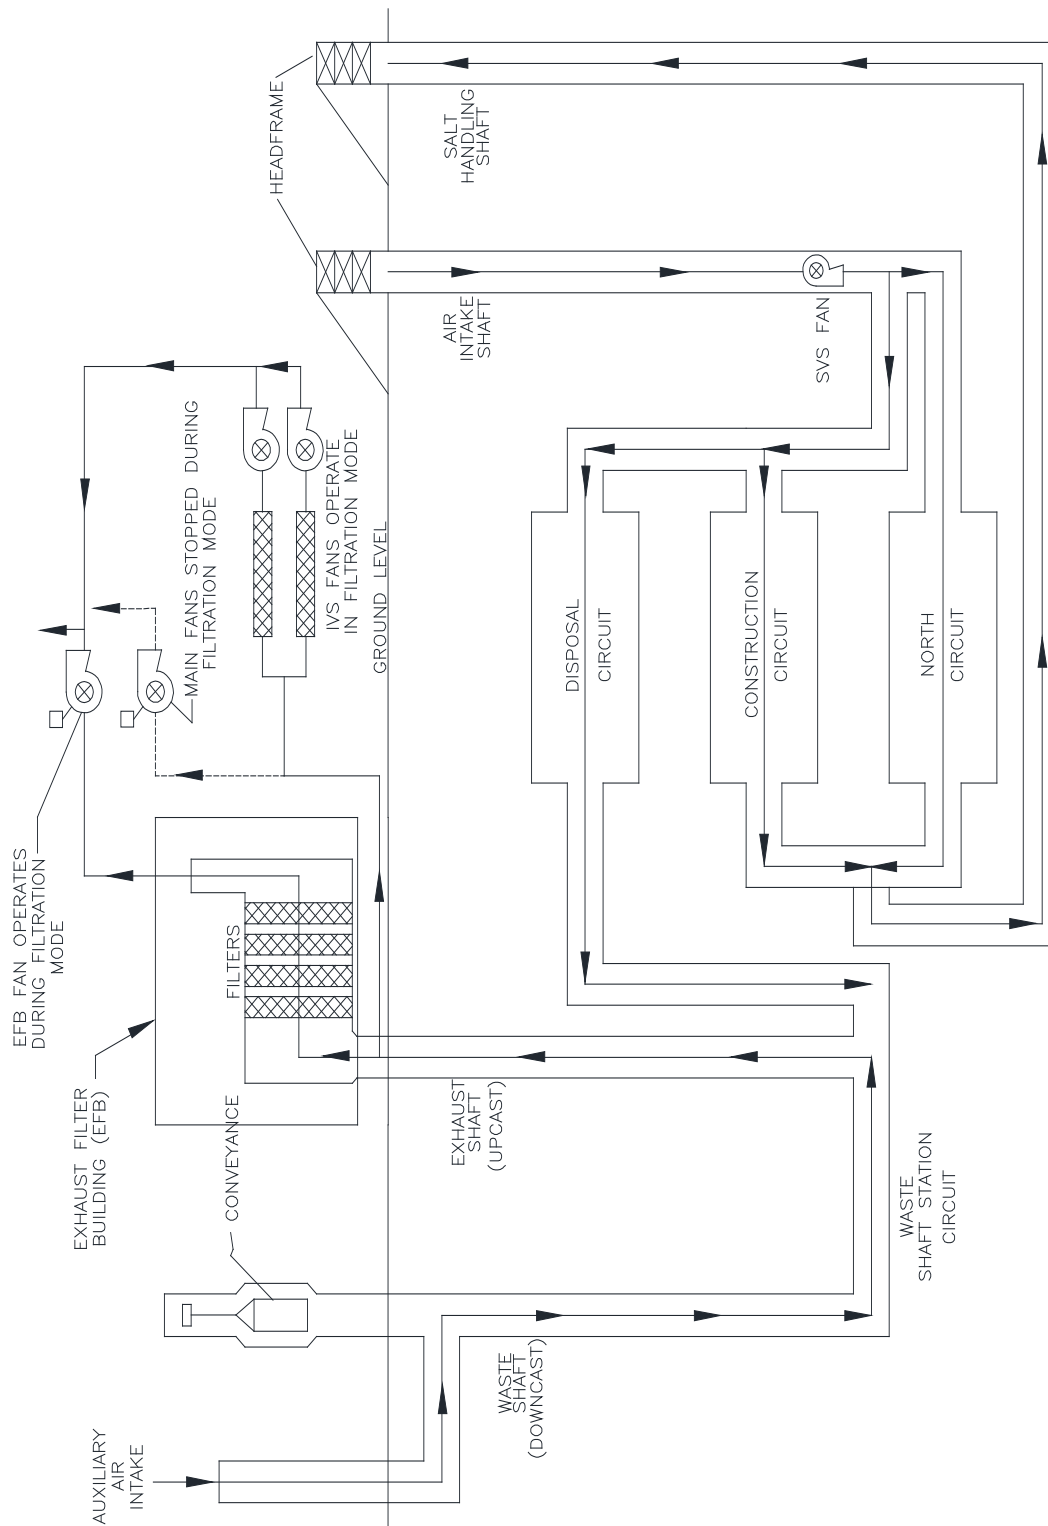 AUXILIARY
AIR
INTAKE
EXHAUST FILTER
BUILDING (EFB)
CONVEYANCE
EFB FAN OPERATES
DURING FILTRATION
MODE
FILTERS
MAIN FANS STOPPED DURING
FILTRATION MODE
IVS FANS OPERATE
IN FILTRATION MODE
GROUND LEVEL
HEADFRAME
WASTE
SHAFT
(DOWNCAST)
EXHAUST
SHAFT
(UPCAST)
AIR
INTAKE
SHAFT
SALT
HANDLING
SHAFT
DISPOSAL
CIRCUIT
CONSTRUCTION
CIRCUIT
SVS FAN
WASTE
SHAFT STATION
CIRCUIT
NORTH
CIRCUIT